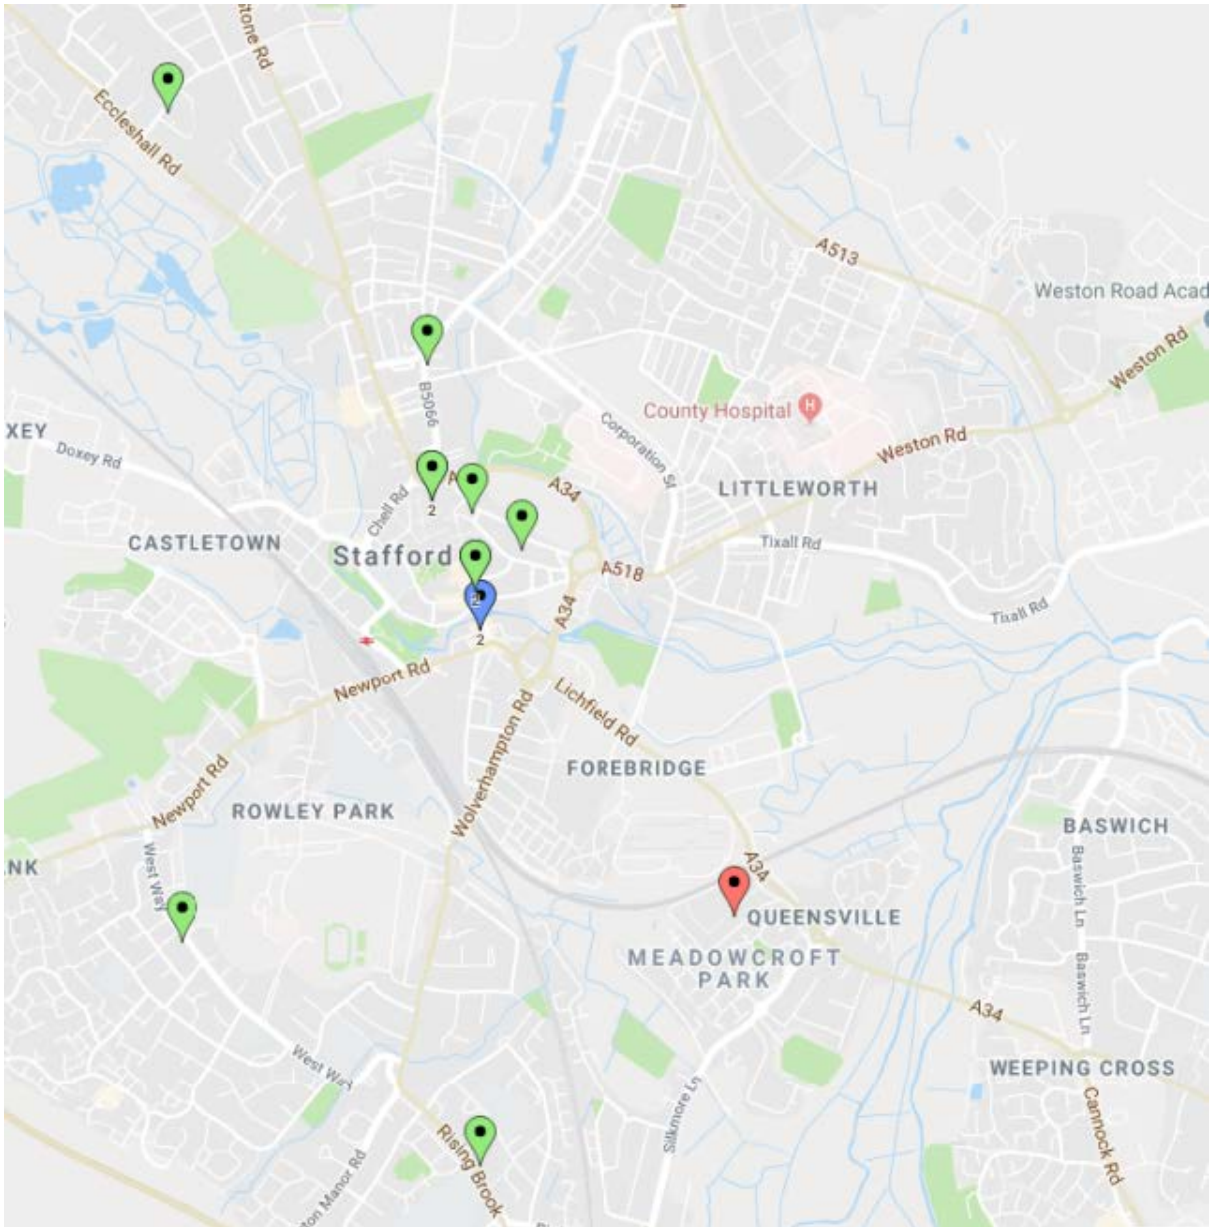 stone Rd
Eccleshall Rd
A513
Weston Road Acad
Weston Rd
B5066
County Hospital
H
Corporation St
Weston Rd
XEY
Doxey Rd
A34
LITTLEWORTH
Chell Rd
2
CASTLETOWN
Stafford
Tixall Rd
A518
2
A34
Tixall Rd
2
Newport Rd
Lichfield Rd
Wolverhampton Rd
FOREBRIDGE
Newport Rd
ROWLEY PARK
BASWICH
NK
West Way
A34
Baswich Ln
QUEENSVILLE
MEADOWCROFT
PARK
Baswich Ln
A34
West Way
WEEPING CROSS
Silkmore Ln
Cannock Rd
Rising Brook
ton Manor Rd